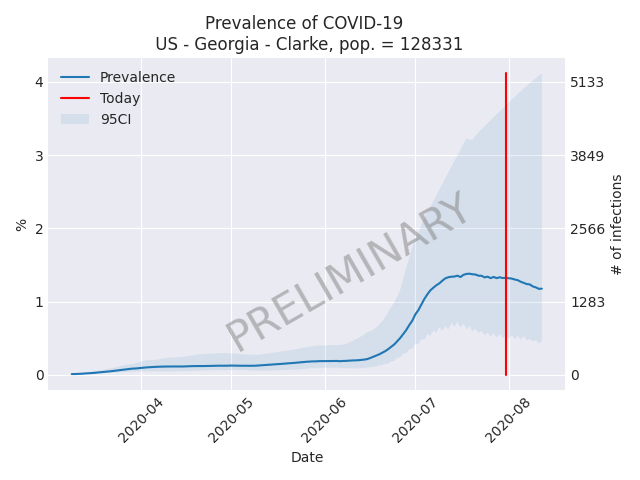 Prevalence of COVID-19
US - Georgia - Clarke, pop. = 128331
Prevalence
Today
95CI
PRELIMINARY
4
3
2
1
0
%
5133
3849
2566
1283
0
# of infections
2020-04
2020-05
2020-06
2020-07
2020-08
Date